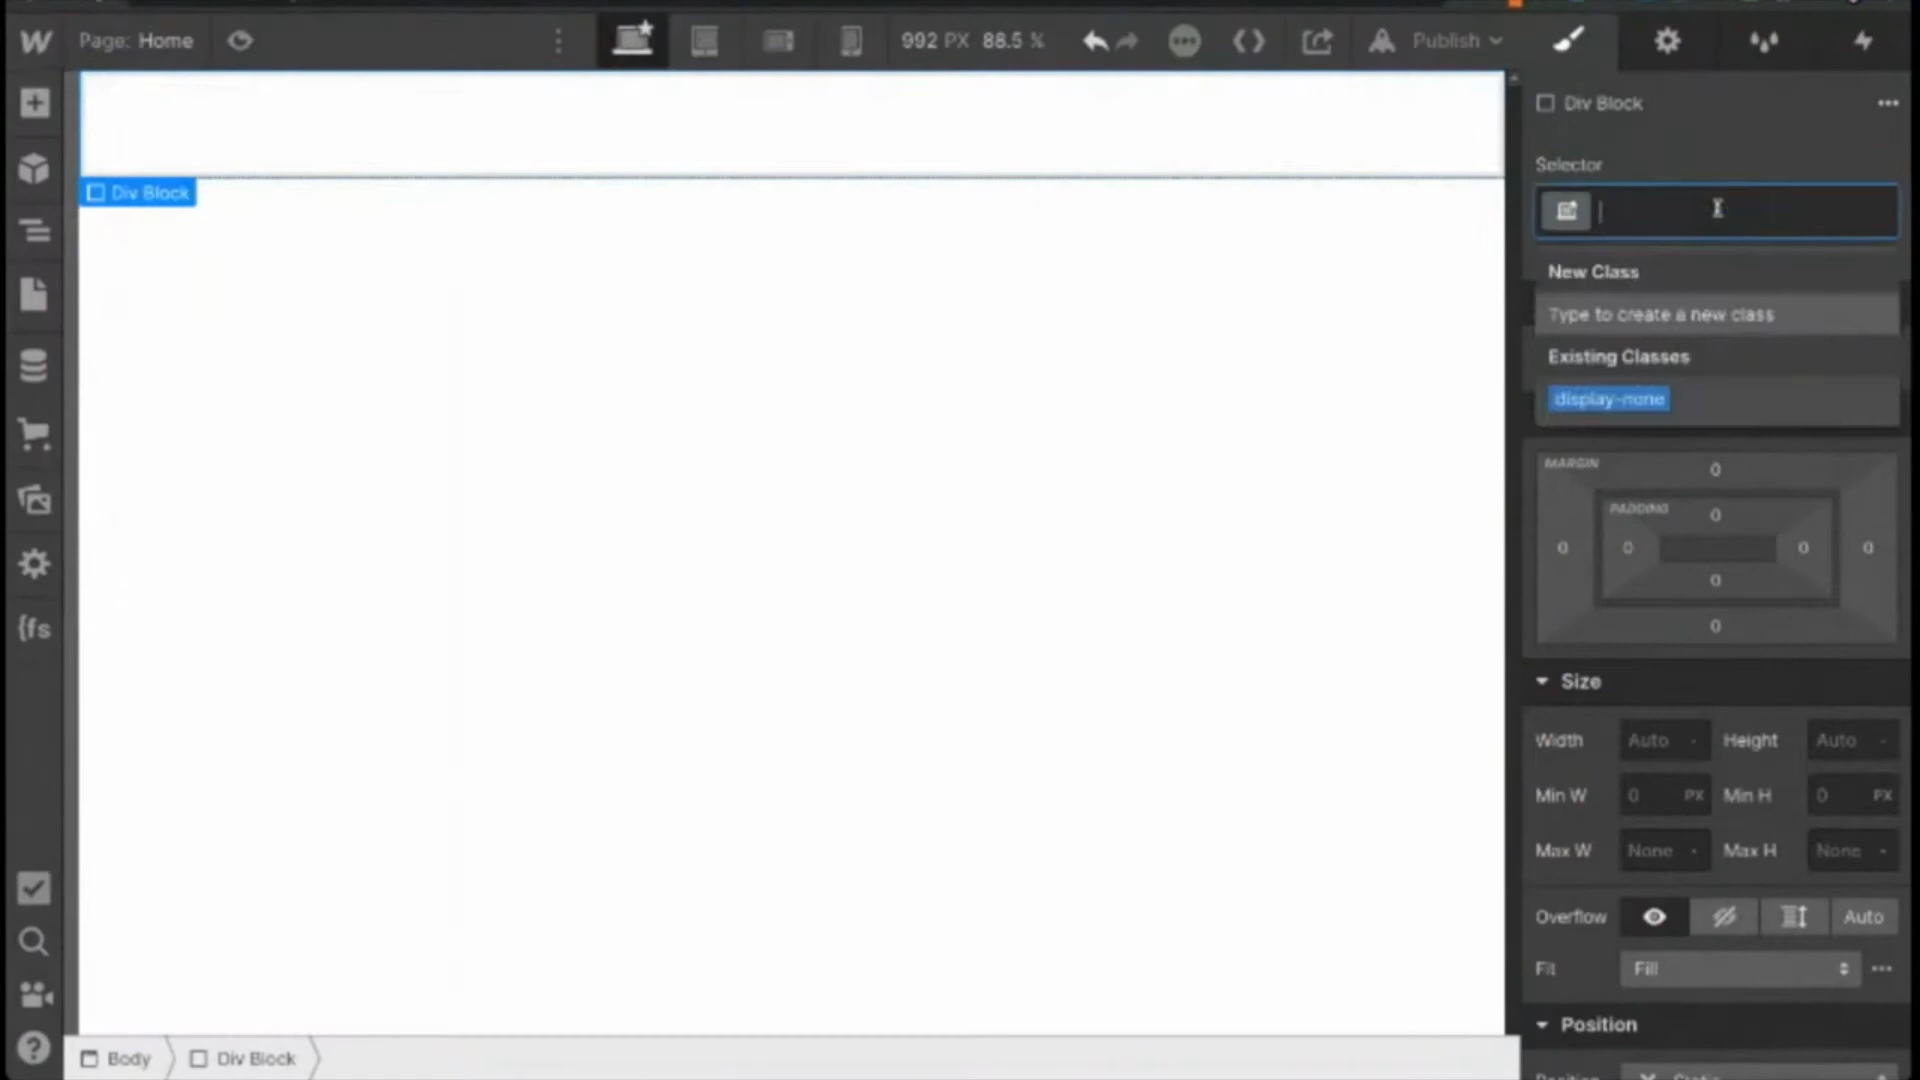 Page: Home
992 PX 88.5 %
Publish
Div Block
Selector
Div Block
New Class
Type to create a new class
Existing Classes
display-none
MARGIN
0
PADDING
0
0 0 0 0
0
0
Size
Width Auto - Height Auto -
Min W 0 PX Min H 0 PX
Max W None - Max H None -
Overflow Auto
Fit Fill
Position
{fs
Body Div Block